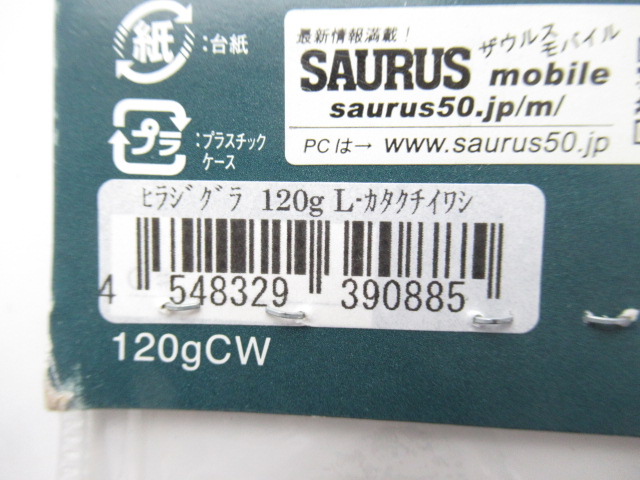 紙
:台紙
プラ
:プラスチック
ケース
最新情報満載!
SAURUS
ザウルス
モバイル
mobile
saurus50.jp/m/
PCは→ www.saurus50.jp
ﾋﾗｼﾞｸﾞﾗ 120g L-ｶﾀｸﾁｲﾜｼ
4 548329 390885
120gCW